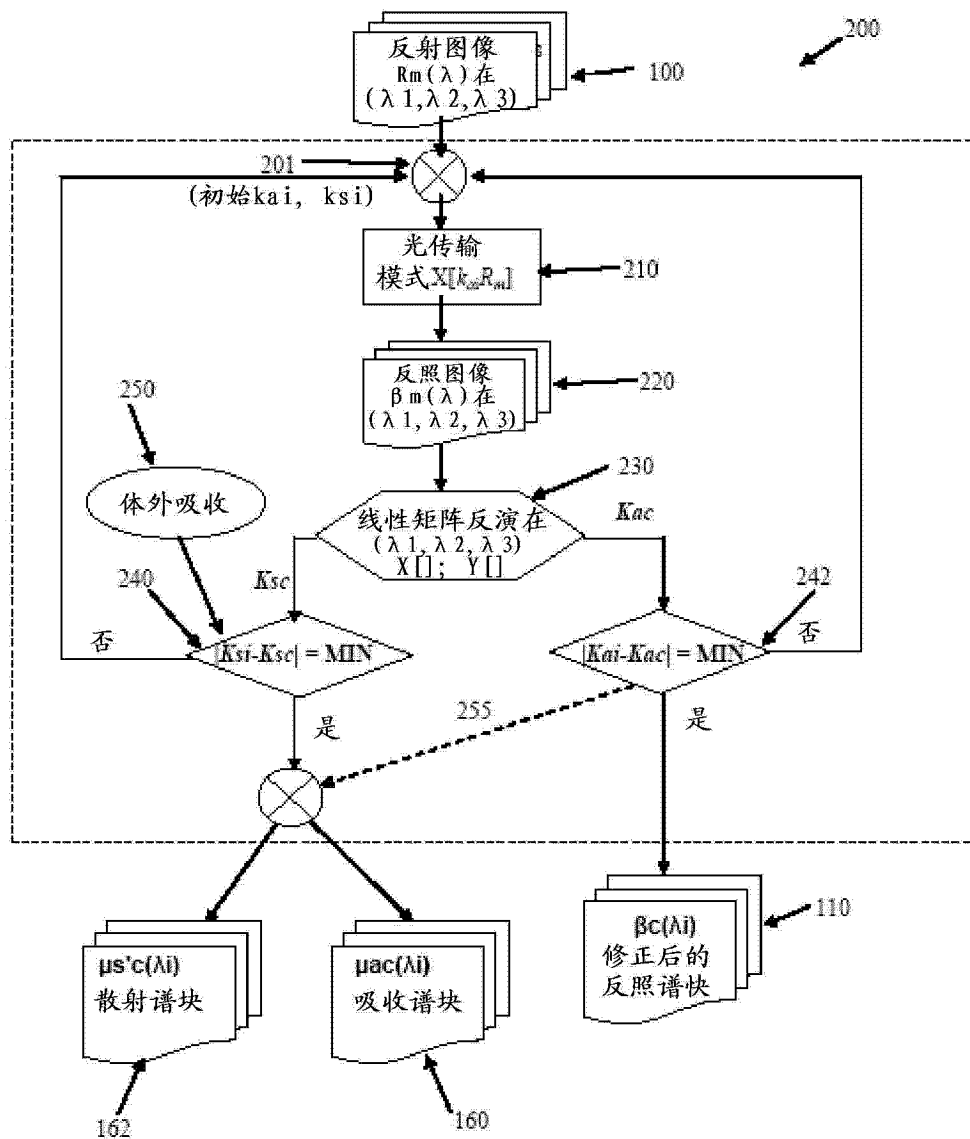 200
反射图像
Rm(λ)在
(λ1,λ2,λ3)
100
201
(初始kai, ksi)
光传输
模式X[k R_m]
210
反照图像
βm(λ)在
(λ1,λ2,λ3)
220
250
体外吸收
230
线性矩阵反演在
(λ1,λ2,λ3)
X[]; Y[]
Kac
Ksc
240
242
否
|Ksi-Ksc| = MIN
|Kai-Kac| = MIN
否
是
255
是
μs'c(λi)
散射谱块
μac(λi)
吸收谱块
βc(λi)
修正后的
反照谱快
110
162
160